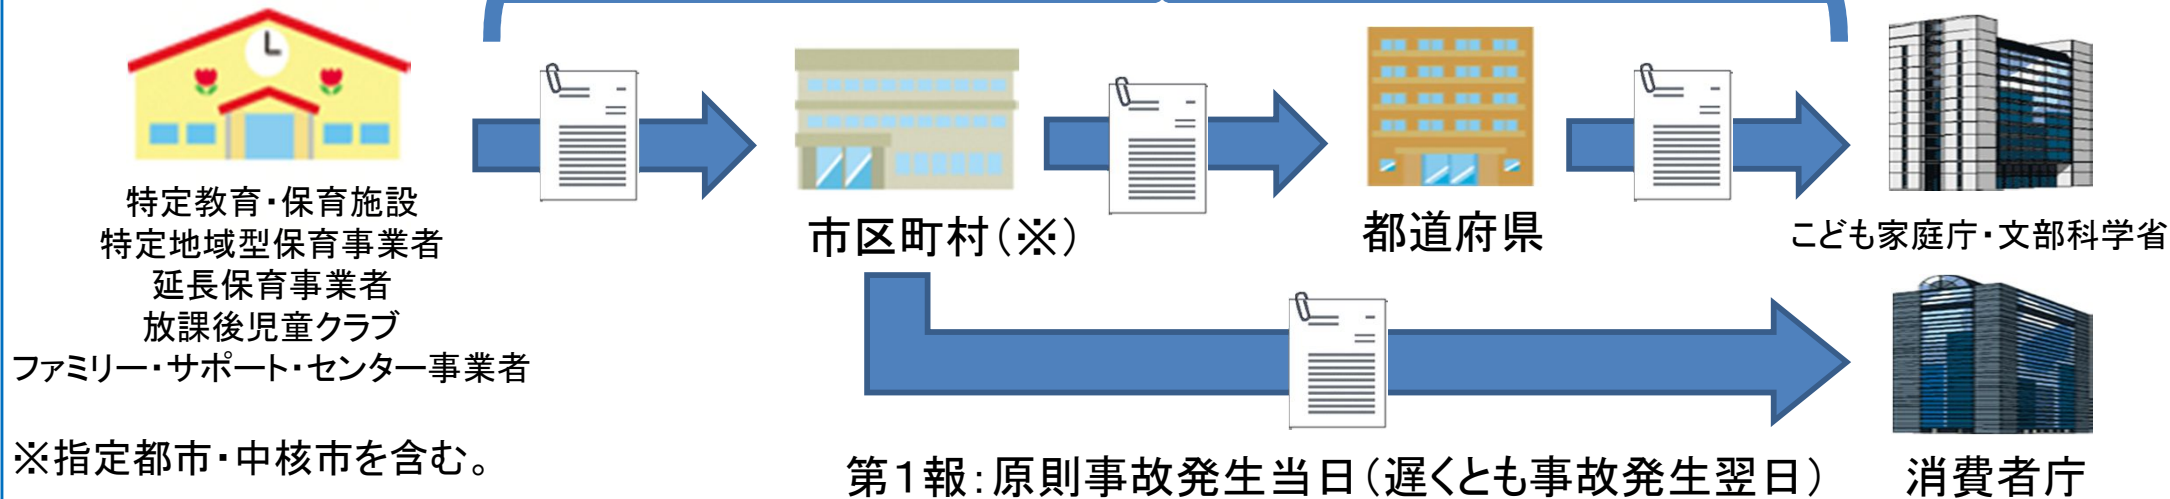 特定教育・保育施設
特定地域型保育事業者
延長保育事業者
放課後児童クラブ
ファミリー・サポート・センター事業者
※指定都市・中核市を含む。
市区町村(※)
都道府県
こども家庭庁・文部科学省
第1報:原則事故発生当日(遅くとも事故発生翌日)
消費者庁